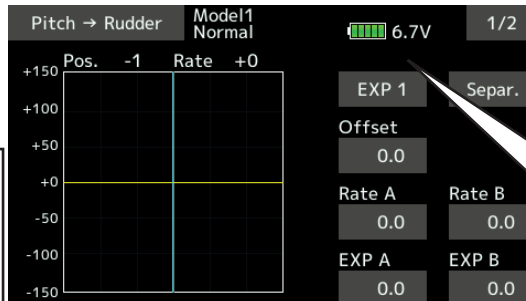 Pitch → Rudder
Model1
Normal
6.7V
1/2
Pos. -1 Rate +0
+150
+100
+50
+0
-50
-100
-150
EXP 1
Separ.
Offset
0.0
Rate A
Rate B
0.0
0.0
EXP A
EXP B
0.0
0.0